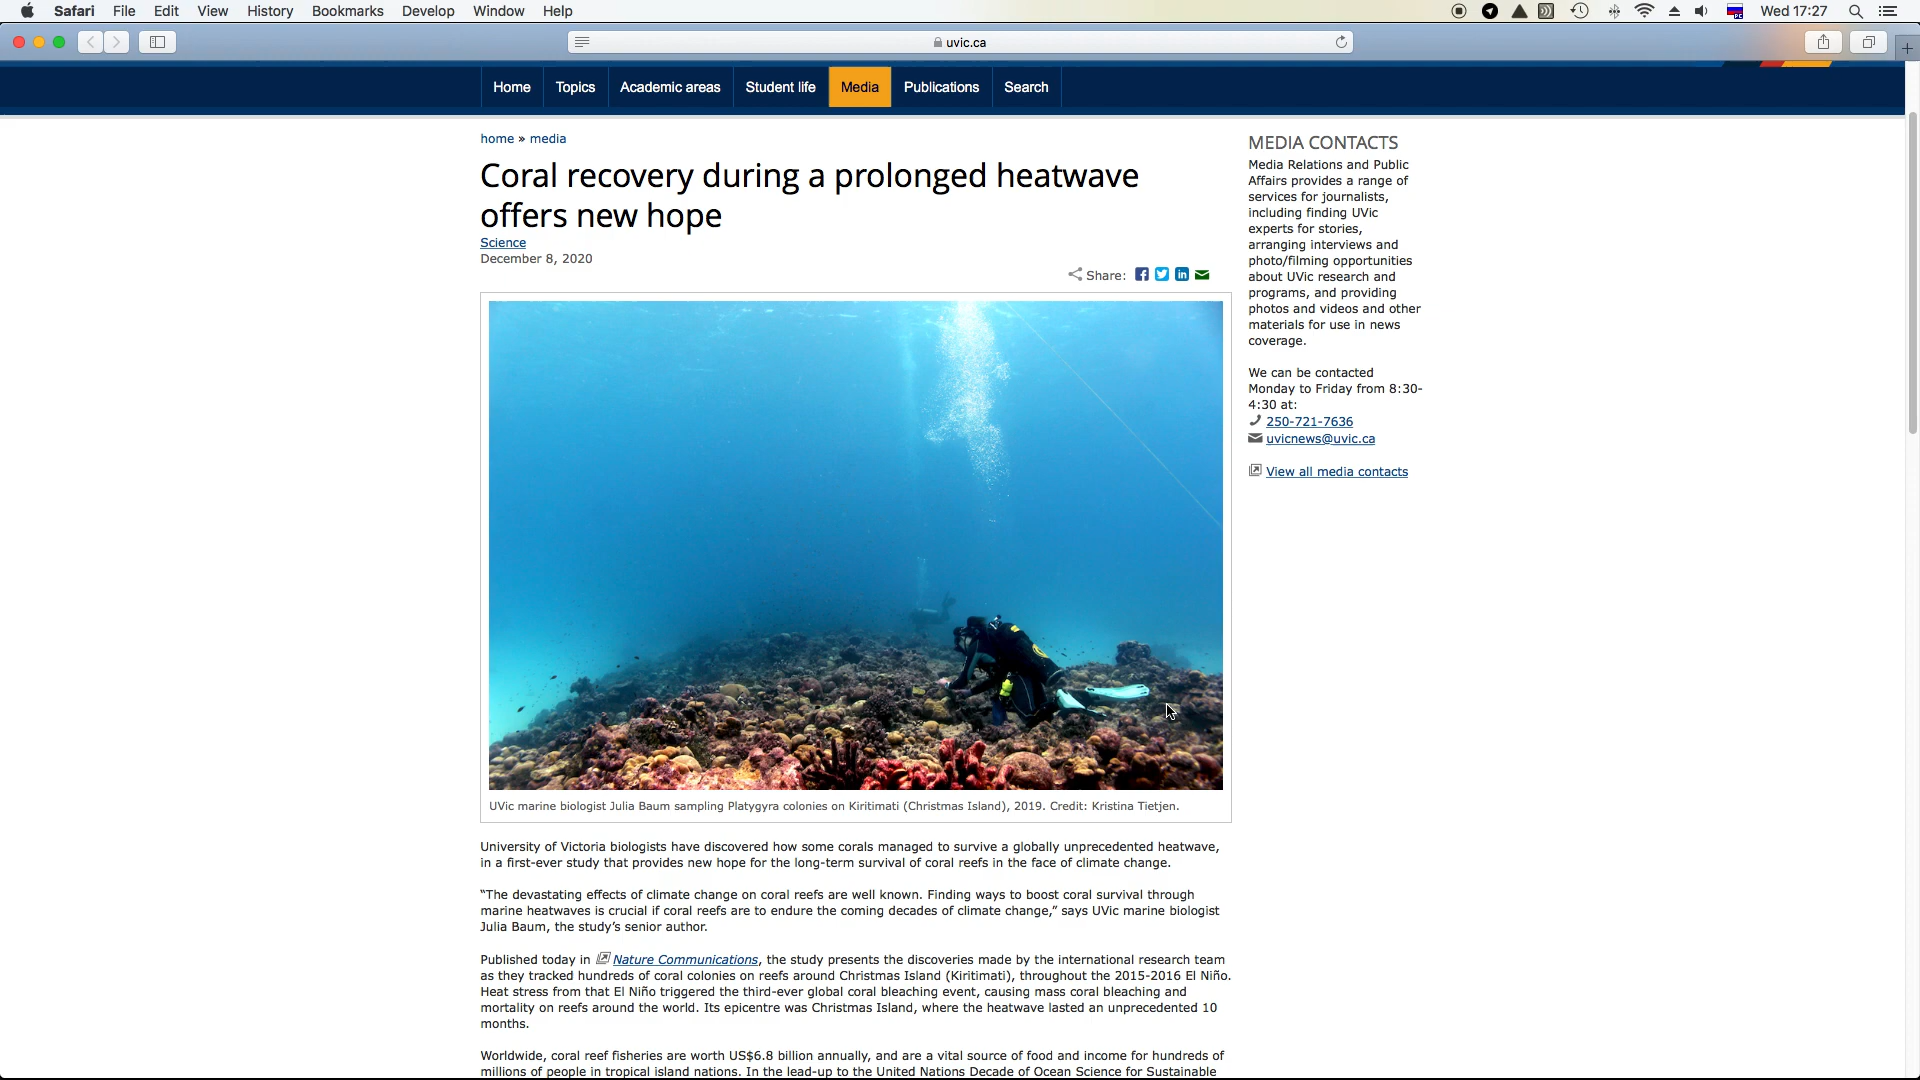 Safari File Edit View History Bookmarks Develop Window Help
Wed 17:27
uvic.ca
Home Topics Academic areas Student life Media Publications Search
home » media
Coral recovery during a prolonged heatwave
offers new hope
Science
December 8, 2020
Share:
UVic marine biologist Julia Baum sampling Platygyra colonies on Kiritimati (Christmas Island), 2019. Credit: Kristina Tietjen.
University of Victoria biologists have discovered how some corals managed to survive a globally unprecedented heatwave,
in a first-ever study that provides new hope for the long-term survival of coral reefs in the face of climate change.
“The devastating effects of climate change on coral reefs are well known. Finding ways to boost coral survival through
marine heatwaves is crucial if coral reefs are to endure the coming decades of climate change,” says UVic marine biologist
Julia Baum, the study’s senior author.
Published today in Nature Communications, the study presents the discoveries made by the international research team
as they tracked hundreds of coral colonies on reefs around Christmas Island (Kiritimati), throughout the 2015-2016 El Niño.
Heat stress from that El Niño triggered the third-ever global coral bleaching event, causing mass coral bleaching and
mortality on reefs around the world. Its epicentre was Christmas Island, where the heatwave lasted an unprecedented 10
months.
Worldwide, coral reef fisheries are worth US$6.8 billion annually, and are a vital source of food and income for hundreds of
millions of people in tropical island nations. In the lead-up to the United Nations Decade of Ocean Science for Sustainable
MEDIA CONTACTS
Media Relations and Public
Affairs provides a range of
services for journalists,
including finding UVic
experts for stories,
arranging interviews and
photo/filming opportunities
about UVic research and
programs, and providing
photos and videos and other
materials for use in news
coverage.
We can be contacted
Monday to Friday from 8:30-
4:30 at:
250-721-7636
uvicnews@uvic.ca
View all media contacts